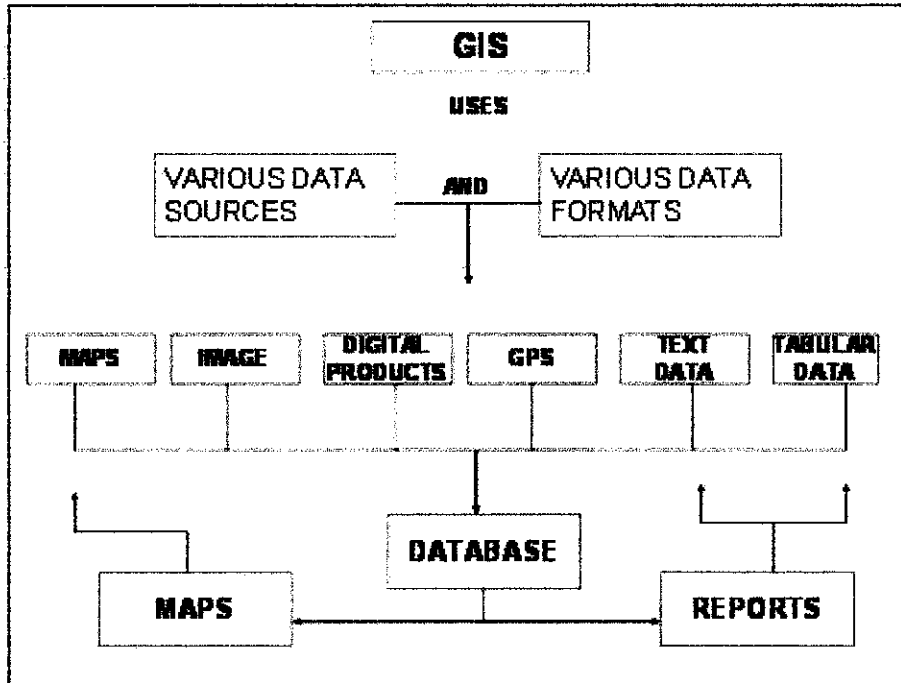 GIS
USES
VARIOUS DATA
SOURCES
AND
VARIOUS DATA
FORMATS
MAPS
IMAGE
DIGITAL
PRODUCTS
GPS
TEXT
DATA
TABULAR
DATA
DATABASE
MAPS
REPORTS